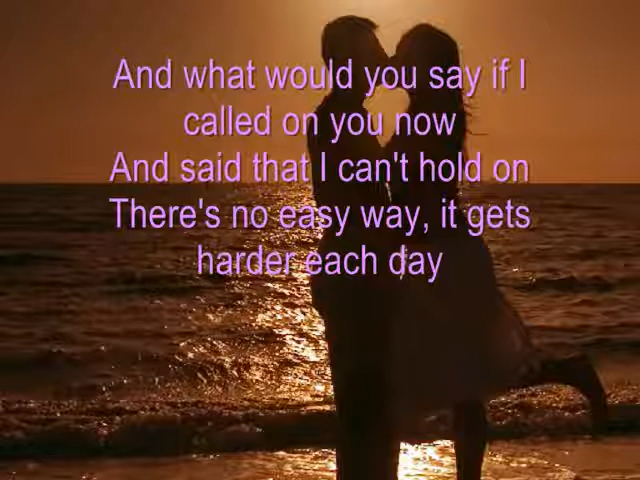 And what would you say if I
called on you now
And said that I can't hold on
There's no easy way, it gets
harder each day